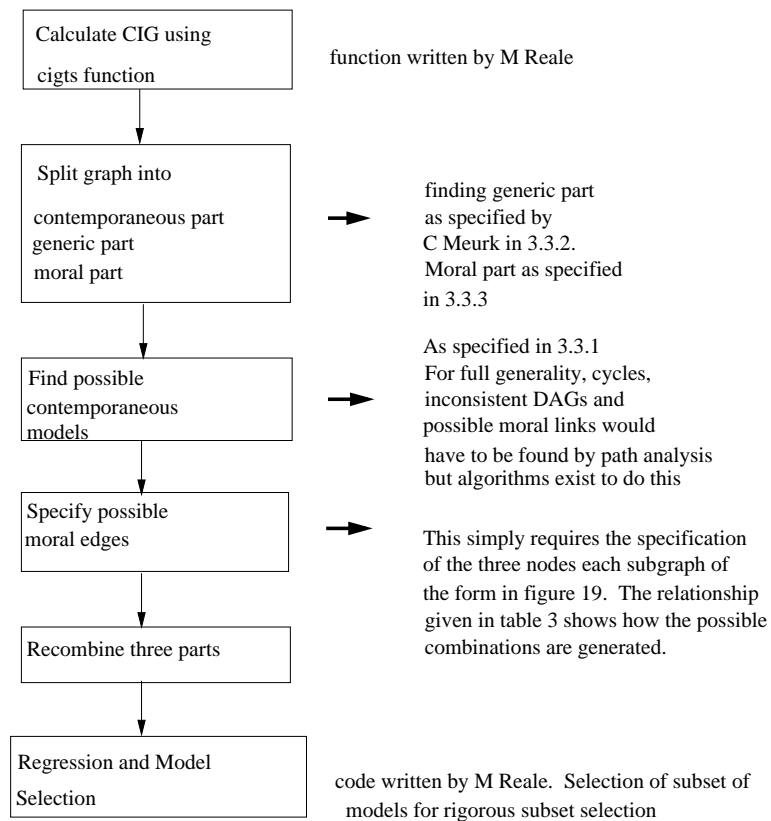 Calculate CIG using
cigts function
function written by M Reale
Split graph into
contemporaneous part
generic part
moral part
finding generic part
as specified by
C Meurk in 3.3.2.
Moral part as specified
in 3.3.3
Find possible
contemporaneous
models
As specified in 3.3.1
For full generality, cycles,
inconsistent DAGs and
possible moral links would
have to be found by path analysis
but algorithms exist to do this
Specify possible
moral edges
This simply requires the specification
of the three nodes each subgraph of
the form in figure 19. The relationship
given in table 3 shows how the possible
combinations are generated.
Recombine three parts
Regression and Model
Selection
code written by M Reale. Selection of subset of
models for rigorous subset selection